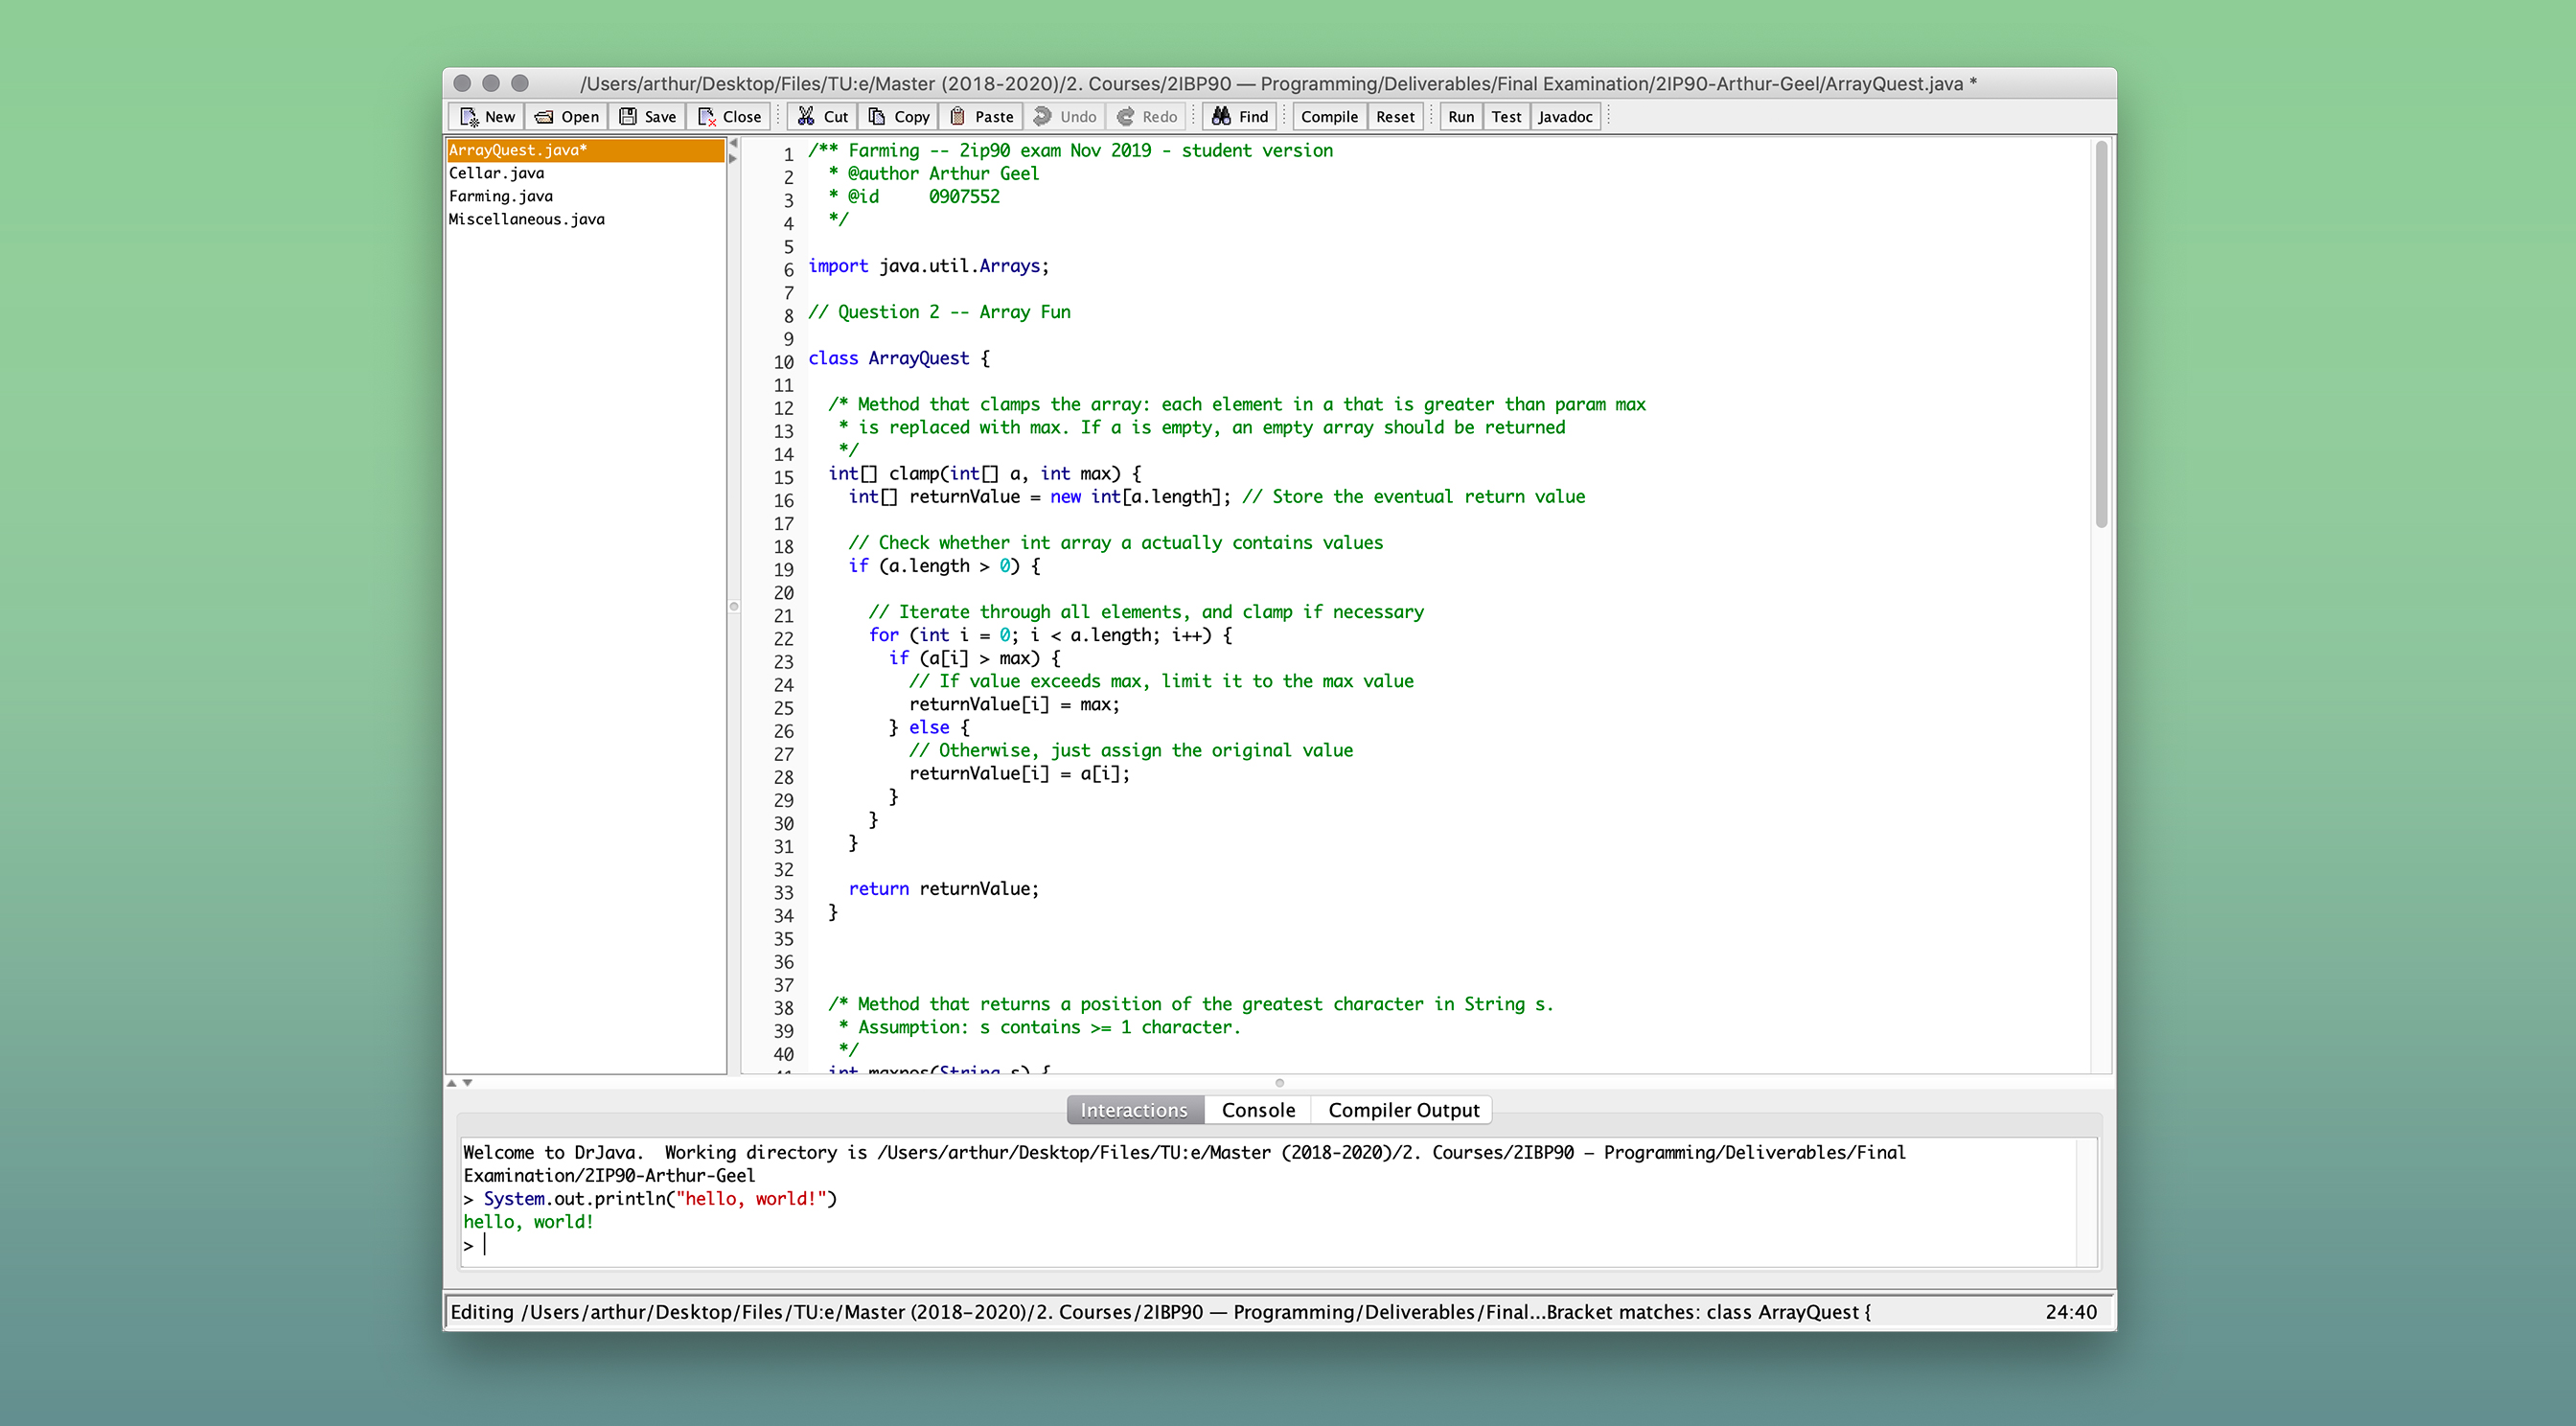 /Users/arthur/Desktop/Files/TU:e/Master (2018-2020)/2. Courses/2IBP90 — Programming/Deliverables/Final Examination/2IP90-Arthur-Geel/ArrayQuest.java *
New Open Save Close Cut Copy Paste Undo Redo Find Compile Reset Run Test Javadoc
ArrayQuest.java*
Cellar.java
Farming.java
Miscellaneous.java
1 /** Farming -- 2ip90 exam Nov 2019 - student version
2   * @author Arthur Geel
3   * @id     0907552
4   */
5
6 import java.util.Arrays;
7
8 // Question 2 -- Array Fun
9
10 class ArrayQuest {
11
12   /* Method that clamps the array: each element in a that is greater than param max
13    * is replaced with max. If a is empty, an empty array should be returned
14    */
15   int[] clamp(int[] a, int max) {
16     int[] returnValue = new int[a.length]; // Store the eventual return value
17
18     // Check whether int array a actually contains values
19     if (a.length > 0) {
20
21       // Iterate through all elements, and clamp if necessary
22       for (int i = 0; i < a.length; i++) {
23         if (a[i] > max) {
24           // If value exceeds max, limit it to the max value
25           returnValue[i] = max;
26         } else {
27           // Otherwise, just assign the original value
28           returnValue[i] = a[i];
29         }
30       }
31     }
32
33     return returnValue;
34   }
35
36
37
38   /* Method that returns a position of the greatest character in String s.
39    * Assumption: s contains >= 1 character.
40    */
41   int maxpos(String s) {
Interactions Console Compiler Output
Welcome to DrJava.  Working directory is /Users/arthur/Desktop/Files/TU:e/Master (2018-2020)/2. Courses/2IBP90 — Programming/Deliverables/Final
Examination/2IP90-Arthur-Geel
> System.out.println("hello, world!")
hello, world!
>
Editing /Users/arthur/Desktop/Files/TU:e/Master (2018-2020)/2. Courses/2IBP90 — Programming/Deliverables/Final...Bracket matches: class ArrayQuest { 24:40